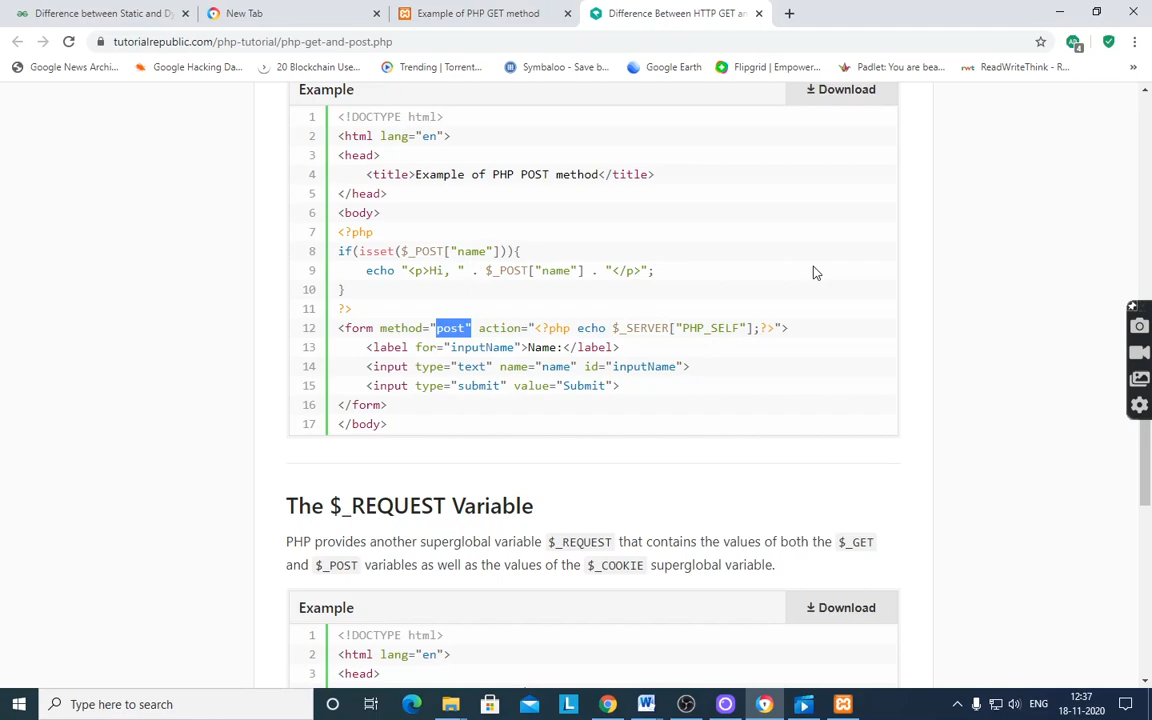 Difference between Static and Dy
New Tab
Example of PHP GET method
Difference Between HTTP GET an
tutorialrepublic.com/php-tutorial/php-get-and-post.php
4
Google News Archi...
Google Hacking Da...
20 Blockchain Use...
Trending | Torrent...
Symbaloo - Save b...
Google Earth
Flipgrid | Empower...
Padlet: You are bea...
rwt
ReadWriteThink - R...
»
Example
Download
1 <!DOCTYPE html>
2 <html lang="en">
3 <head>
4 <title>Example of PHP POST method</title>
5 </head>
6 <body>
7 <?php
8 if(isset($_POST["name"])){
9 echo "<p>Hi, " . $_POST["name"] . "</p>";
10 }
11 ?>
12 <form method="post" action="<?php echo $_SERVER["PHP_SELF"];?>">
13 <label for="inputName">Name:</label>
14 <input type="text" name="name" id="inputName">
15 <input type="submit" value="Submit">
16 </form>
17 </body>
The $_REQUEST Variable
PHP provides another superglobal variable $_REQUEST that contains the values of both the $_GET
and $_POST variables as well as the values of the $_COOKIE superglobal variable.
Example
Download
1 <!DOCTYPE html>
2 <html lang="en">
3 <head>
Type here to search
ENG
12:37
18-11-2020